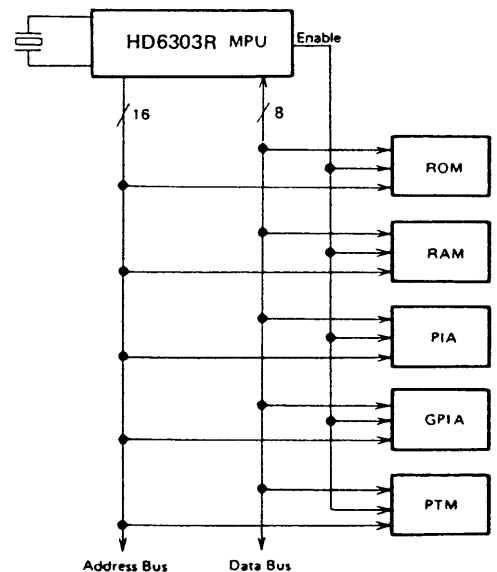 HD6303R MPU
Enable
16
8
ROM
RAM
PIA
GPIA
PTM
Address Bus
Data Bus